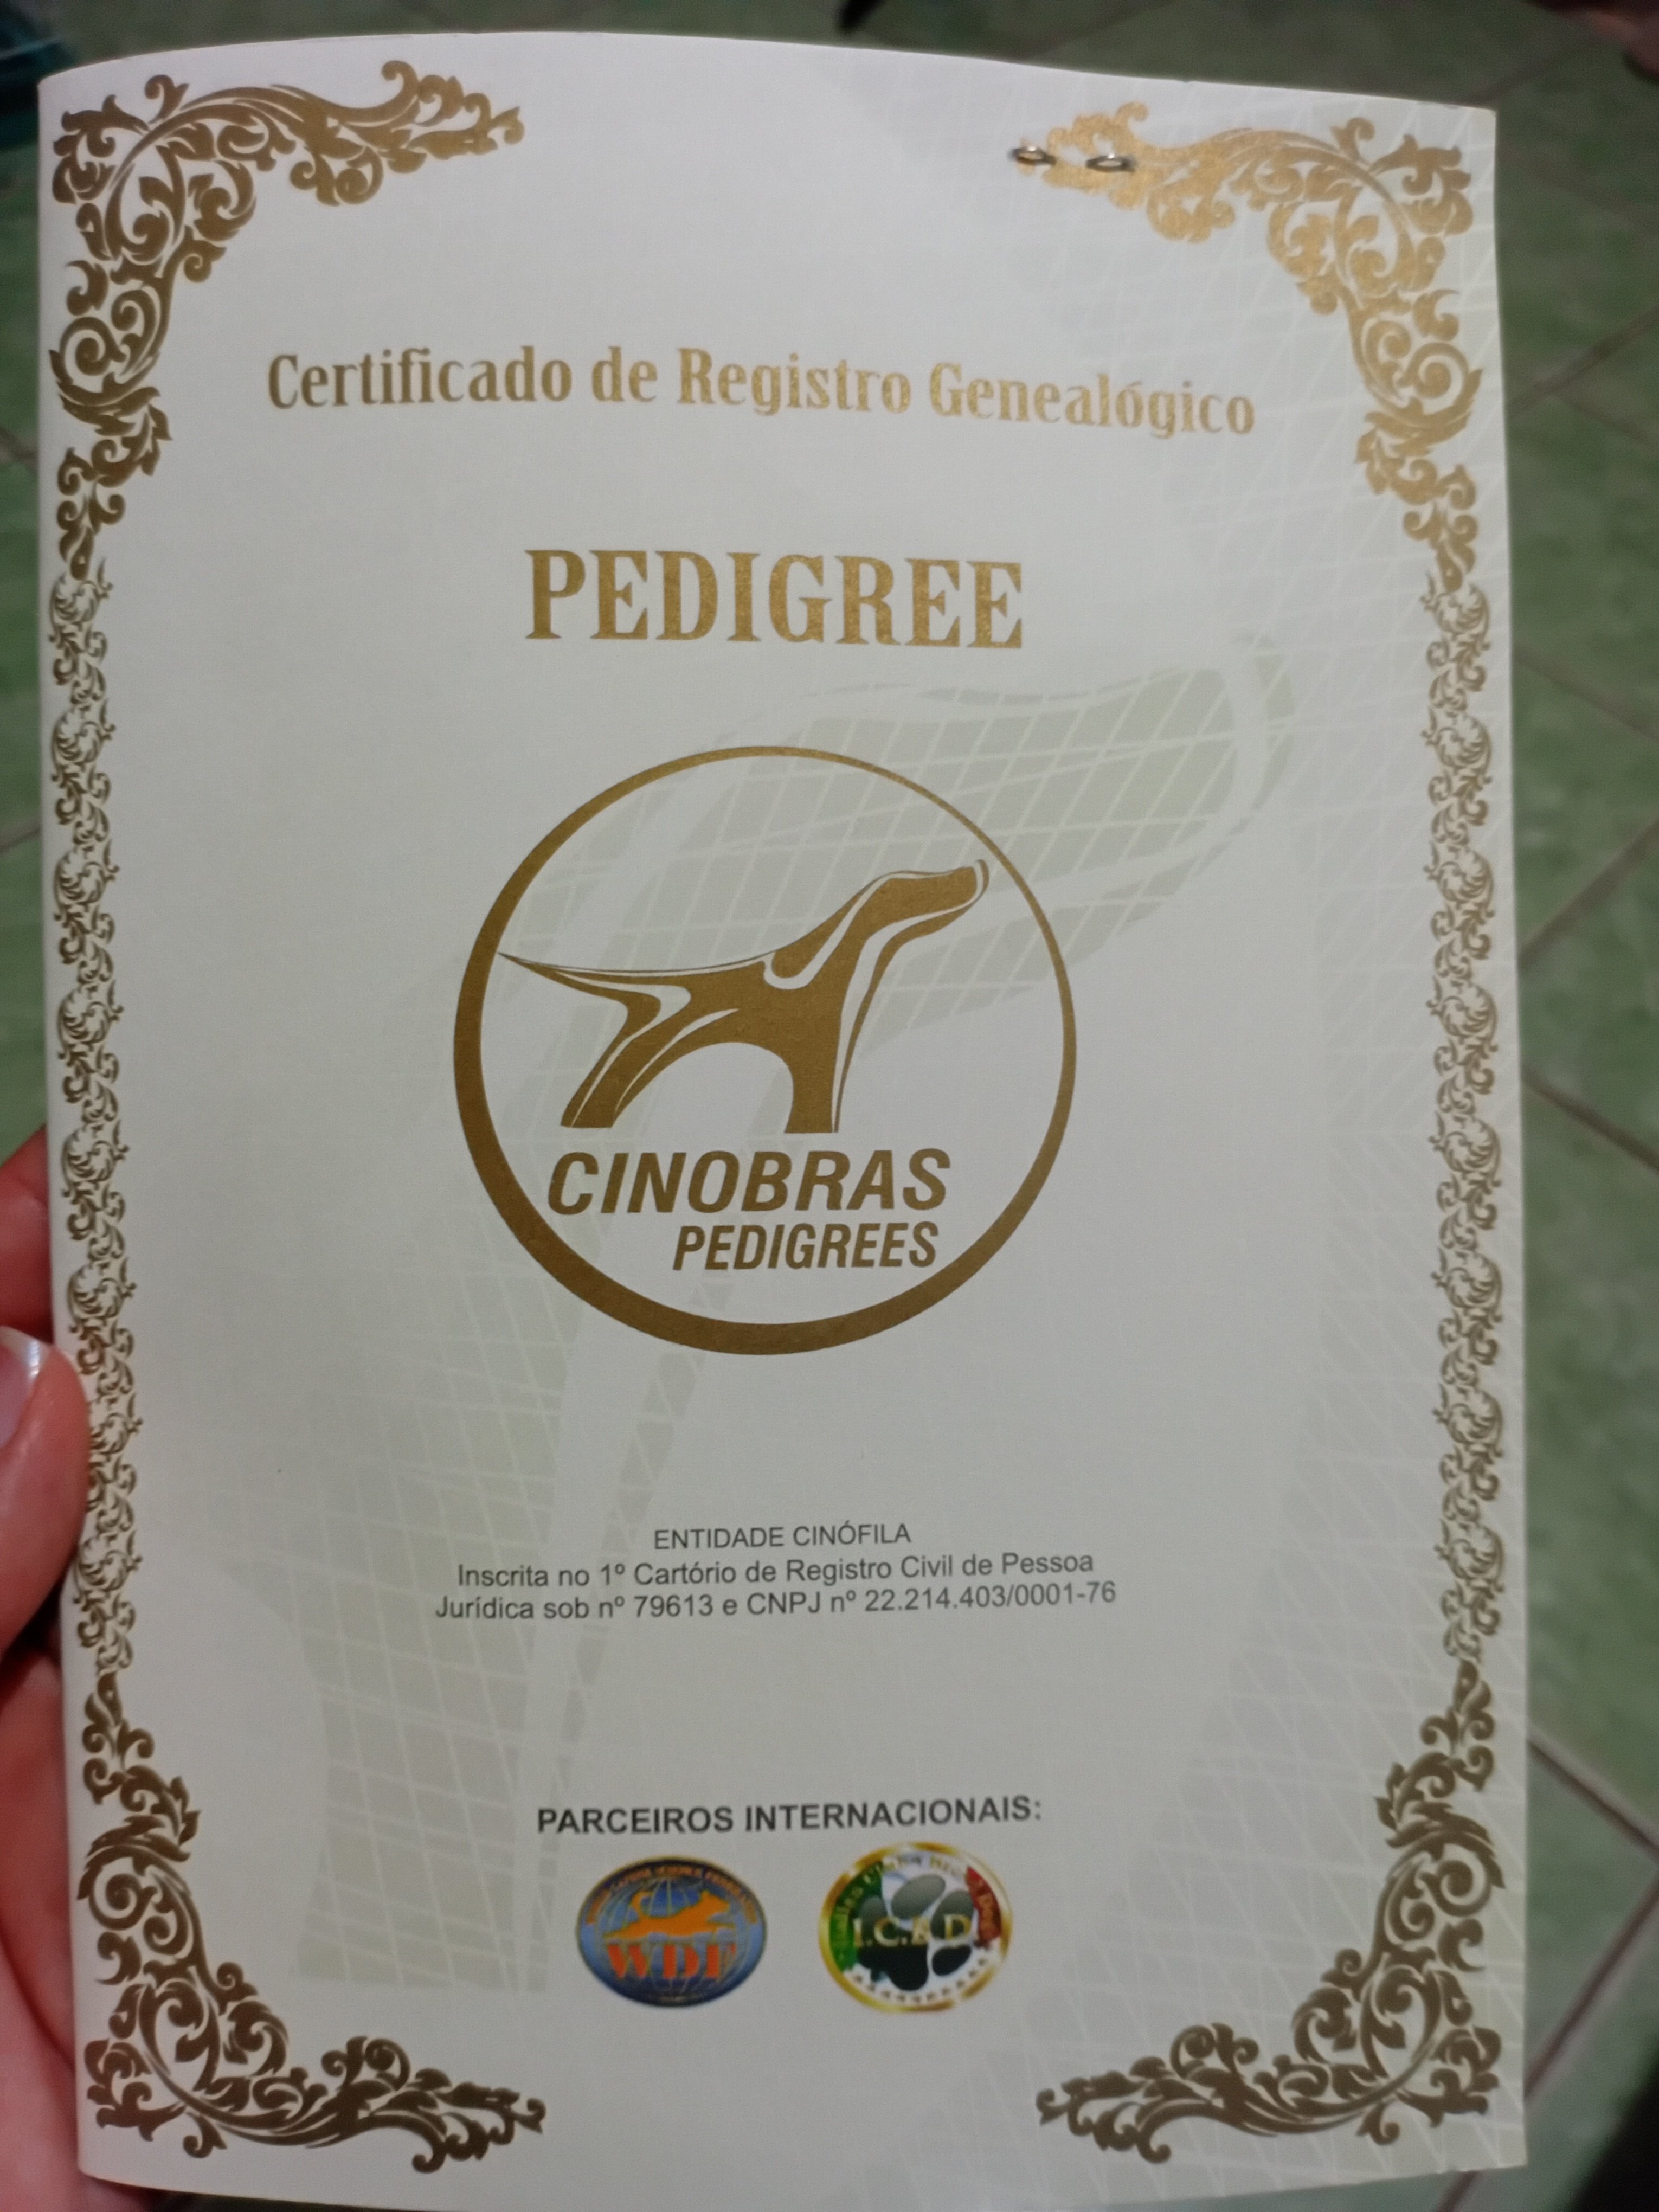 Certificado de Registro Genealógico
PEDIGREE
CINOBRAS
PEDIGREES
ENTIDADE CINÓFILA
Inscrita no 1º Cartório de Registro Civil de Pessoa
Jurídica sob nº 79613 e CNPJ nº 22.214.403/0001-76
PARCEIROS INTERNACIONAIS:
WDF